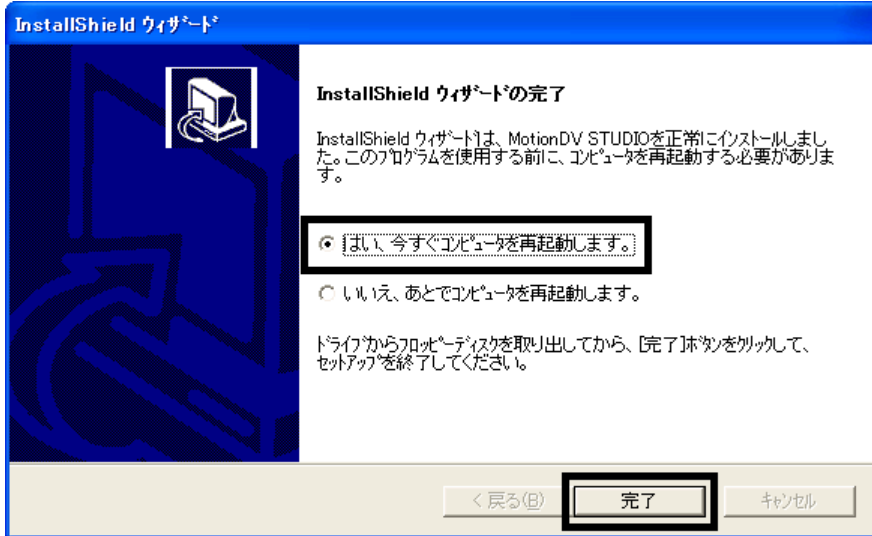 InstallShield ウィザード
InstallShield ウィザードの完了
InstallShield ウィザードは、MotionDV STUDIOを正常にインストールしまし
た。このプログラムを使用する前に、コンピュータを再起動する必要がありま
す。
はい、今すぐコンピュータを再起動します。
いいえ、あとでコンピュータを再起動します。
ドライブからフロッピーディスクを取り出してから、[完了]ボタンをクリックして、
セットアップを終了してください。
< 戻る(B) 完了 キャンセル